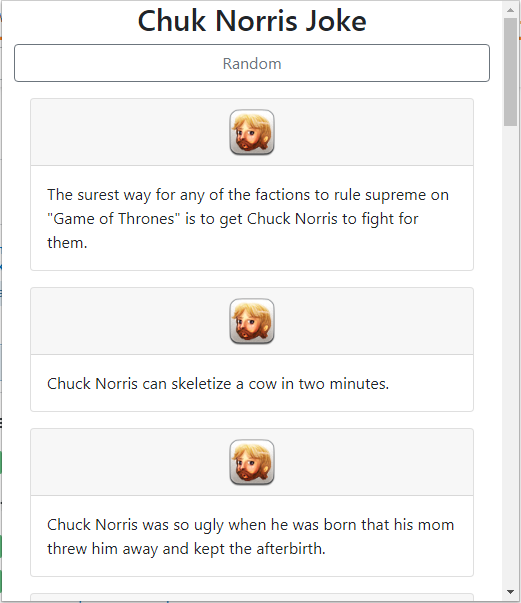 Chuk Norris Joke
Random
The surest way for any of the factions to rule supreme on
"Game of Thrones" is to get Chuck Norris to fight for
them.
Chuck Norris can skeletize a cow in two minutes.
Chuck Norris was so ugly when he was born that his mom
threw him away and kept the afterbirth.